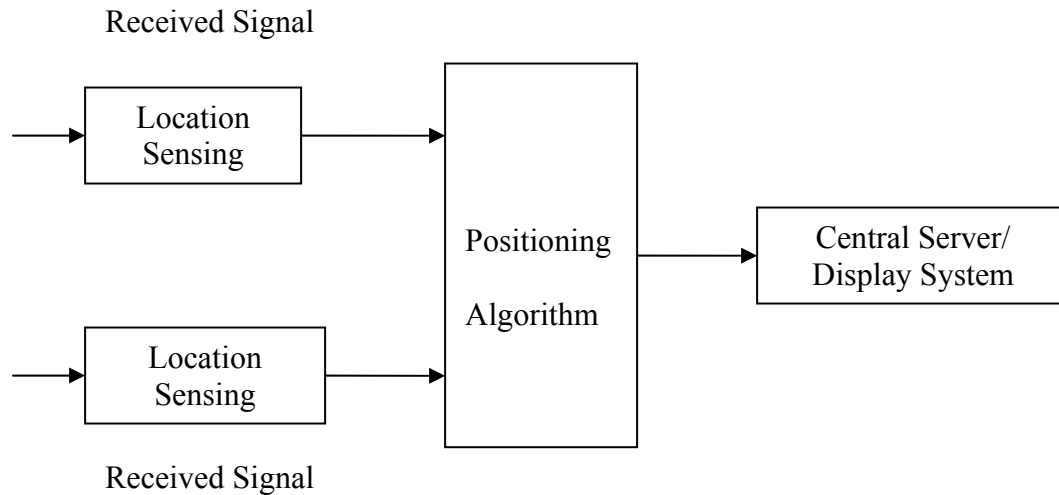 Received Signal
Location
Sensing
Positioning
Algorithm
Central Server/
Display System
Location
Sensing
Received Signal